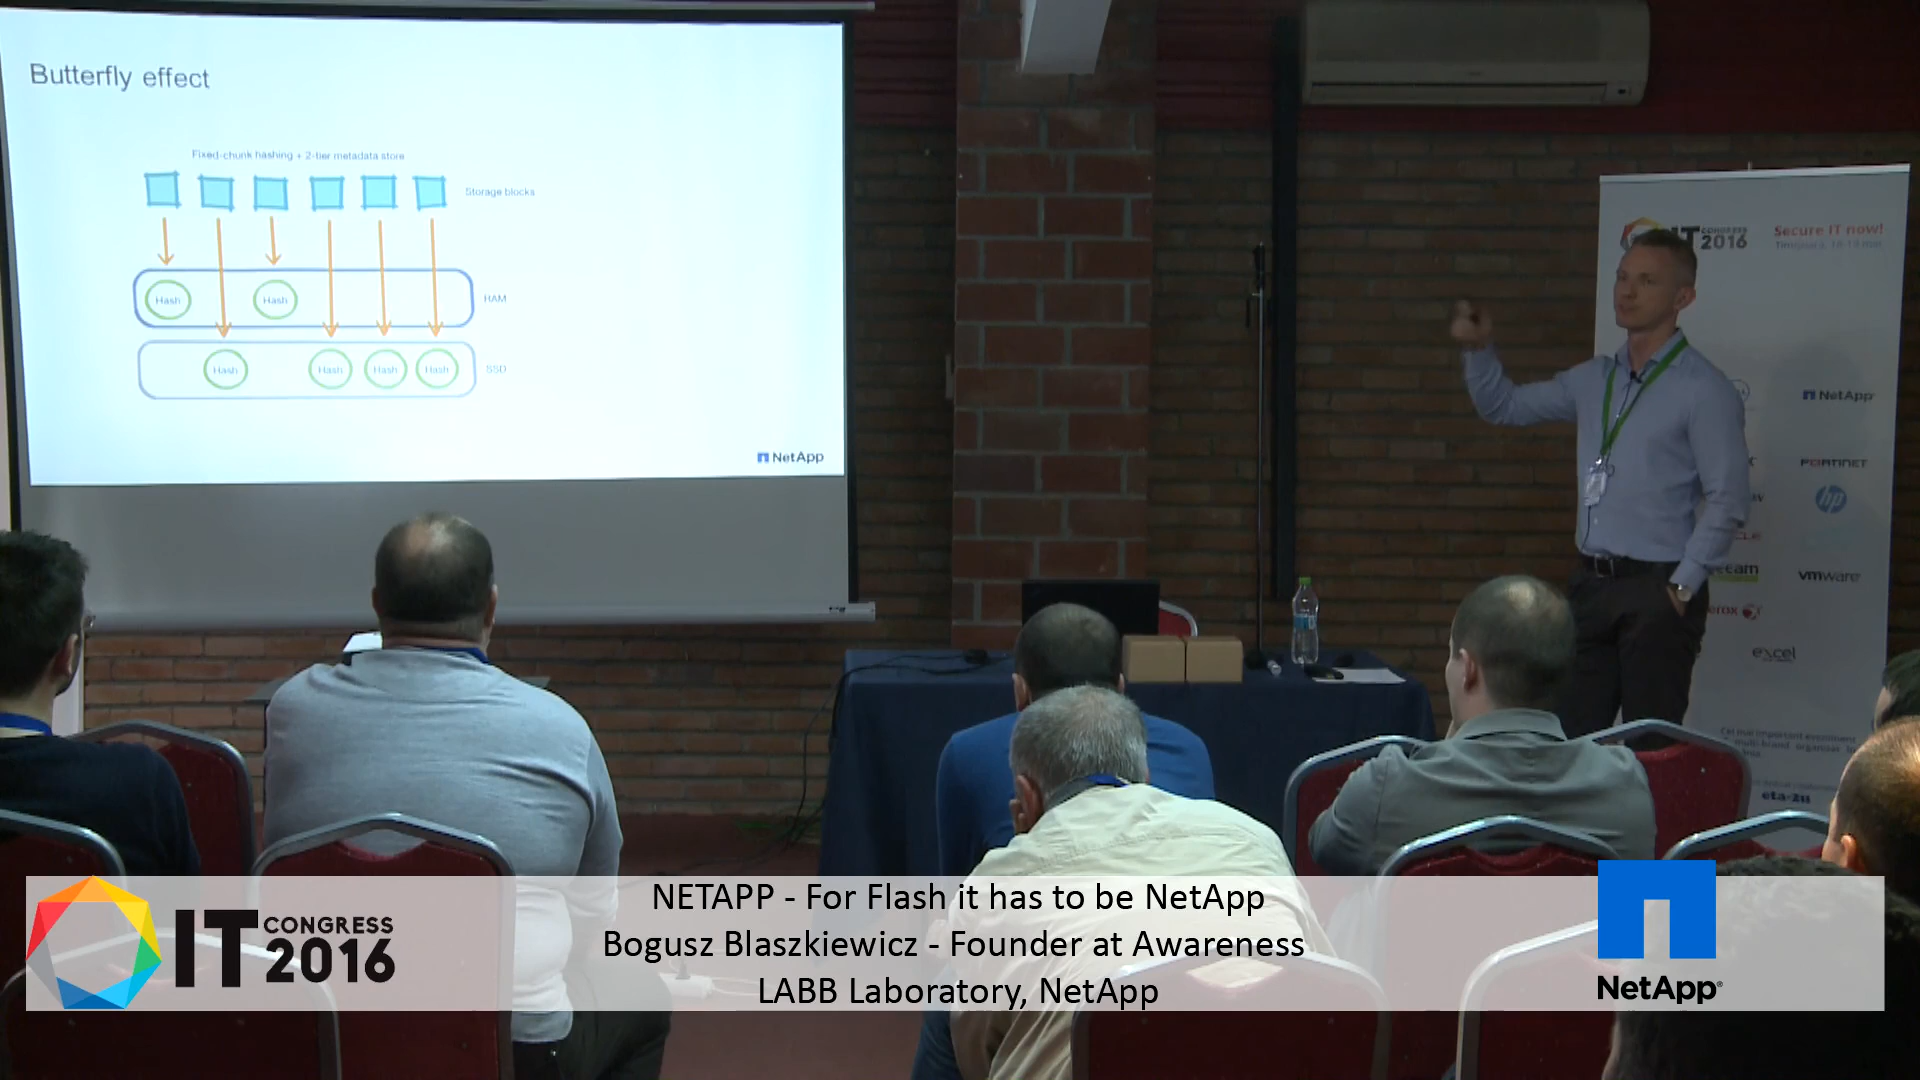 Butterfly effect
Fixed-chunk hashing + 2-tier metadata store
Storage blocks
Hash
Hash
RAM
Hash
Hash
Hash
Hash
SSD
NetApp
IT CONGRESS 2016
Secure IT now!
NetApp
FORTINET
hp
vmware
excel
eta-2u
IT CONGRESS 2016
NETAPP - For Flash it has to be NetApp
Bogusz Blaszkiewicz - Founder at Awareness
LABB Laboratory, NetApp
NetApp